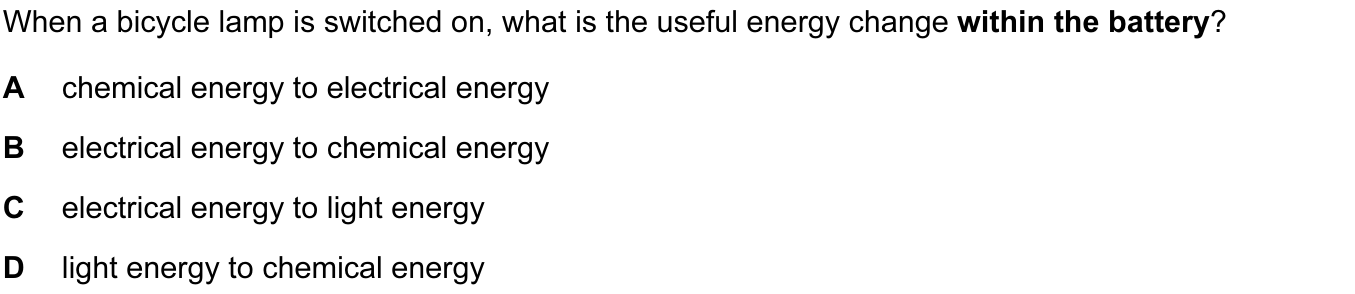 When a bicycle lamp is switched on, what is the useful energy change within the battery?
A chemical energy to electrical energy
B electrical energy to chemical energy
C electrical energy to light energy
D light energy to chemical energy